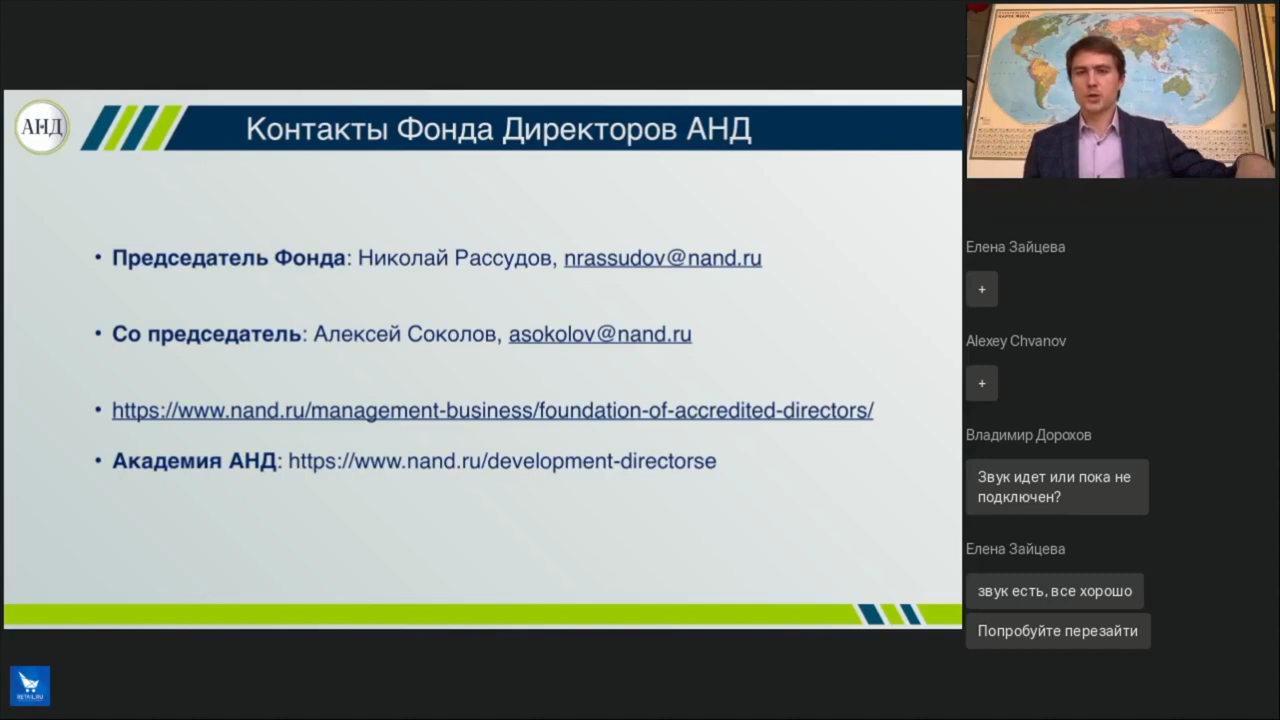 АНД
Контакты Фонда Директоров АНД
• Председатель Фонда: Николай Рассудов, nrassudov@nand.ru
• Со председатель: Алексей Соколов, asokolov@nand.ru
• https://www.nand.ru/management-business/foundation-of-accredited-directors/
• Академия АНД: https://www.nand.ru/development-directorse
RETAIL.RU
Елена Зайцева
+
Alexey Chvanov
+
Владимир Дорохов
Звук идет или пока не
подключен?
Елена Зайцева
звук есть, все хорошо
Попробуйте перезайти